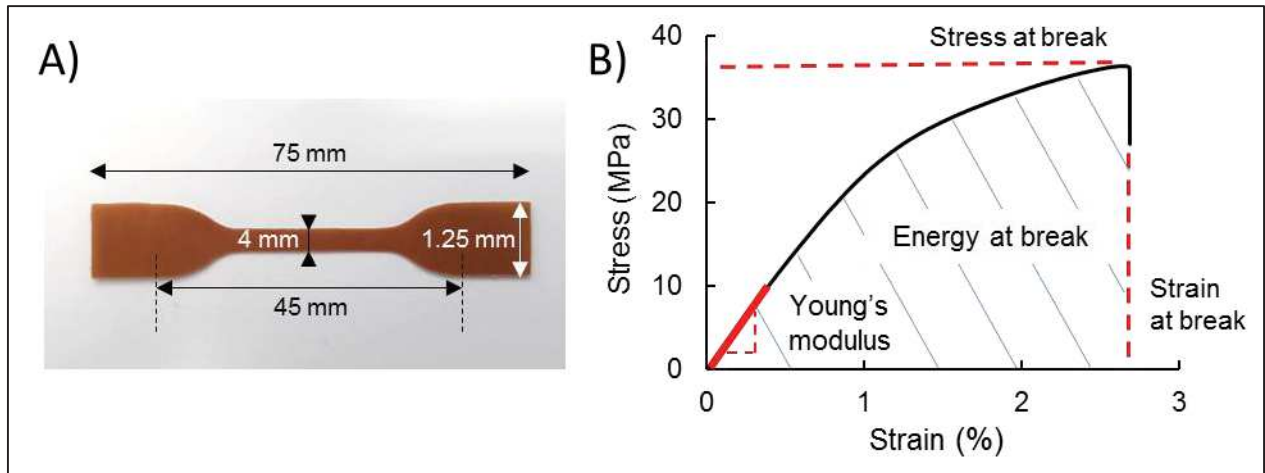 A)
75 mm
4 mm
1.25 mm
45 mm
B)
Stress (MPa)
40
30
20
10
0
Stress at break
Energy at break
Young's
modulus
Strain
at break
0
1
2
3
Strain (%)